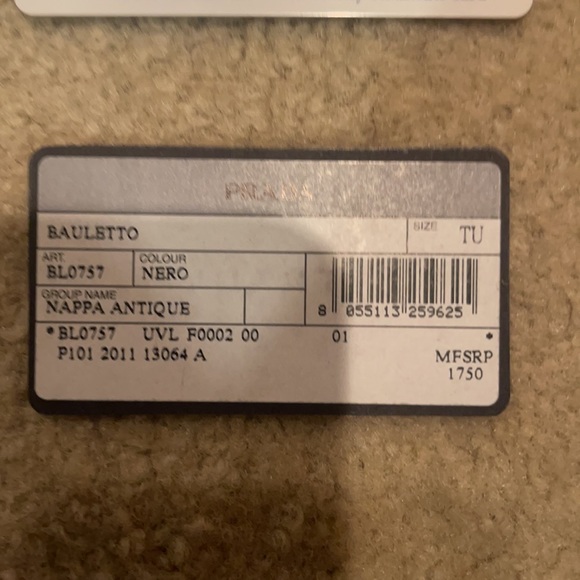 PRADA
BAULETTO
SIZE TU
ART. COLOUR
BL0757 NERO
GROUP NAME
NAPPA ANTIQUE
8 055113 259625
*BL0757 UVL F0002 00 01 *
P101 2011 13064 A
MFSRP
1750